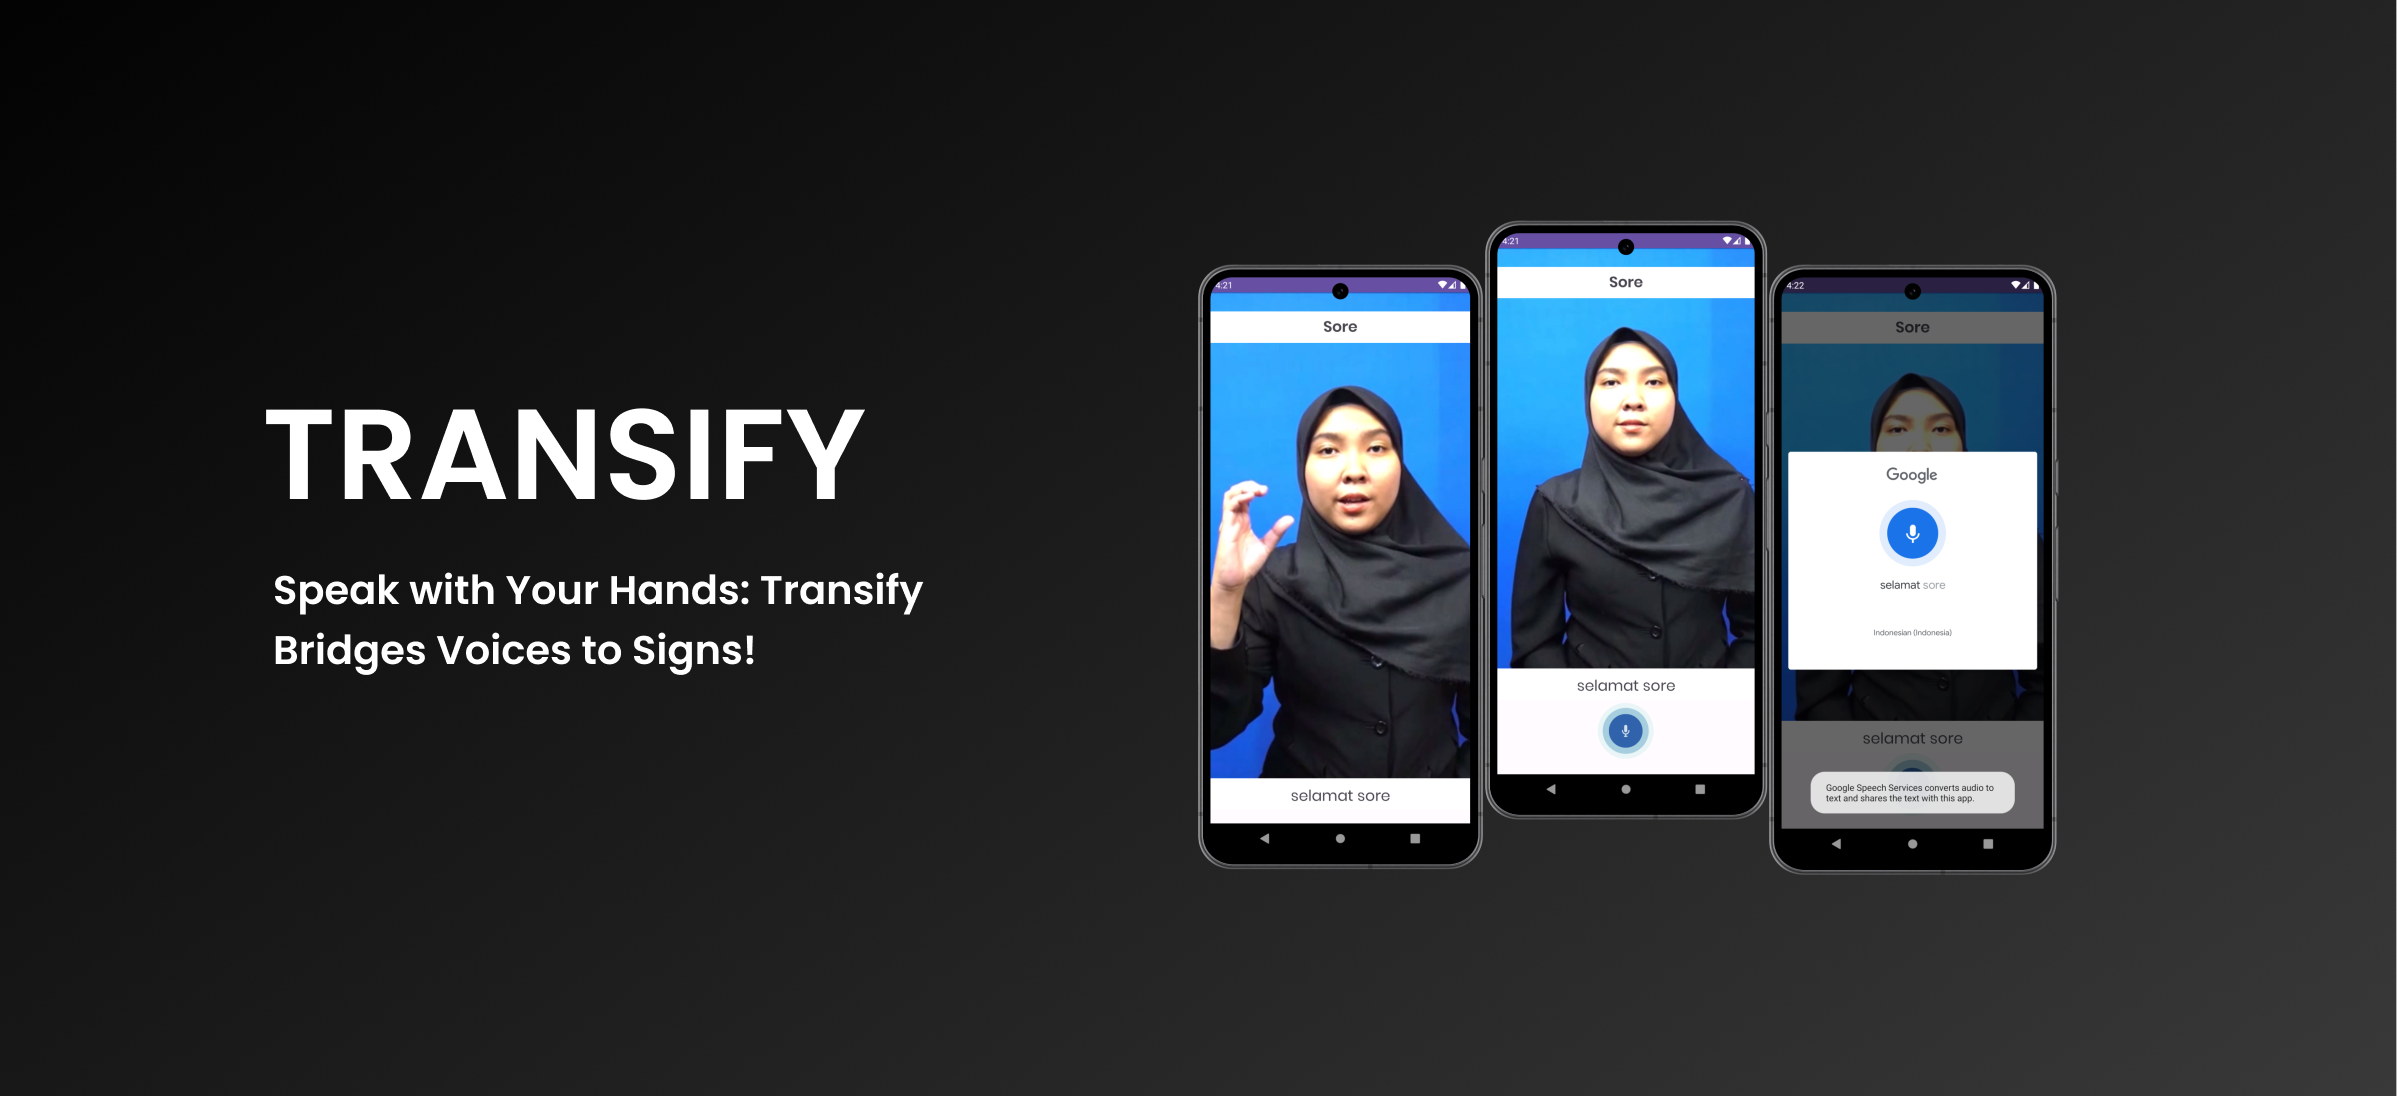 TRANSIFY
Speak with Your Hands: Transify
Bridges Voices to Signs!
4:21
Sore
selamat sore
4:21
Sore
selamat sore
4:22
Sore
Google
selamat sore
Indonesian (Indonesia)
selamat sore
Google Speech Services converts audio to
text and shares the text with this app.